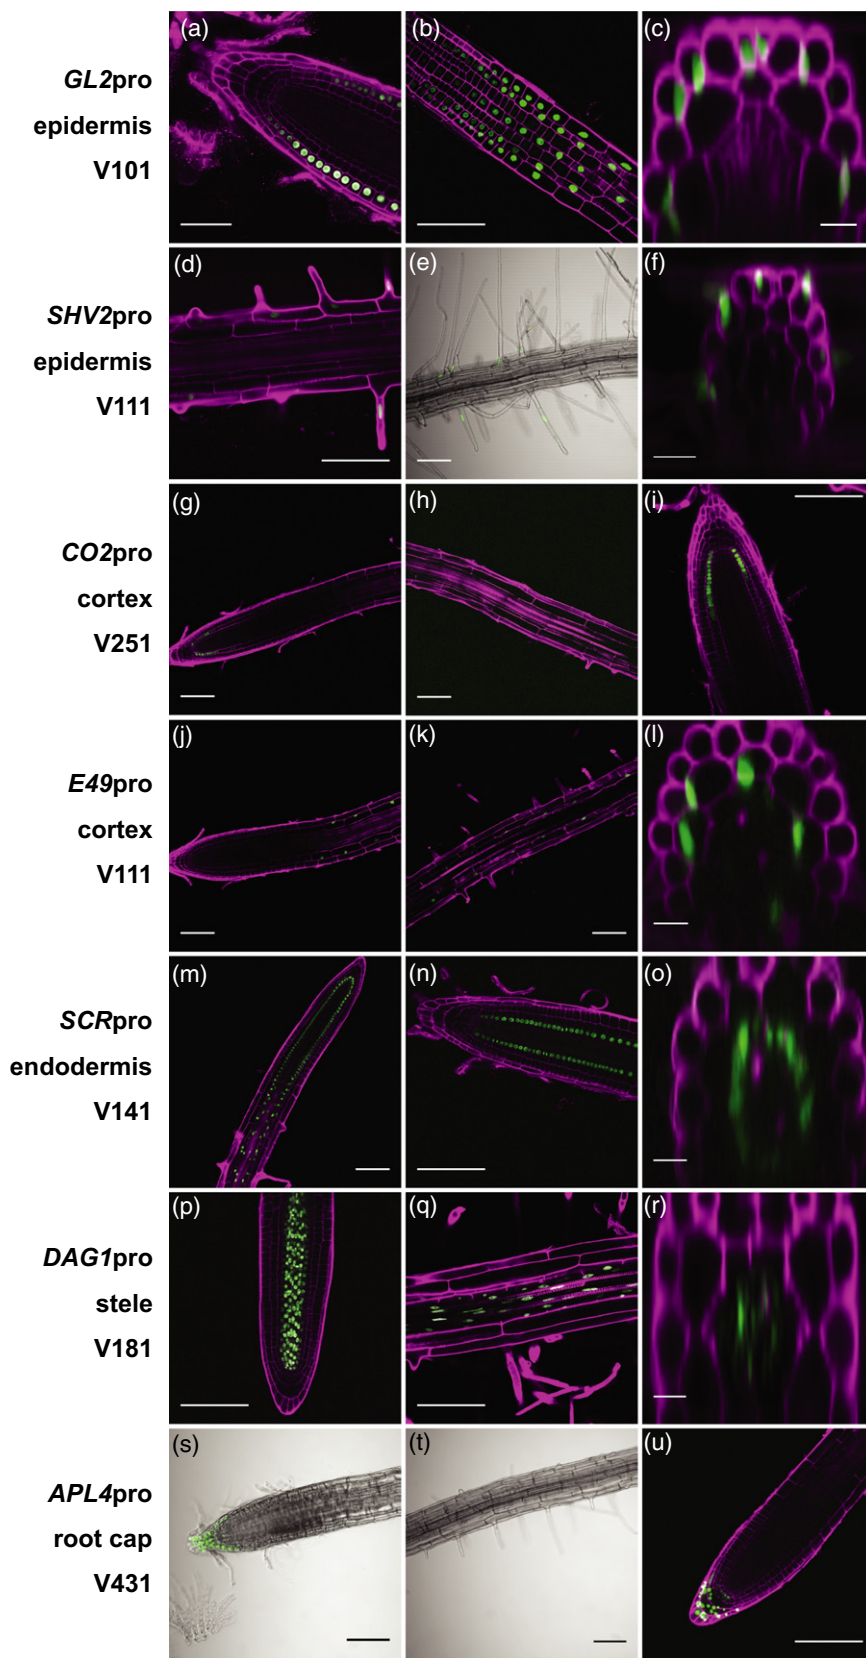 GL2pro
epidermis
V101
(a)
(b)
(c)
SHV2pro
epidermis
V111
(d)
(e)
(f)
CO2pro
cortex
V251
(g)
(h)
(i)
E49pro
cortex
V111
(j)
(k)
(l)
SCRpro
endodermis
V141
(m)
(n)
(o)
DAG1pro
stele
V181
(p)
(q)
(r)
APL4pro
root cap
V431
(s)
(t)
(u)